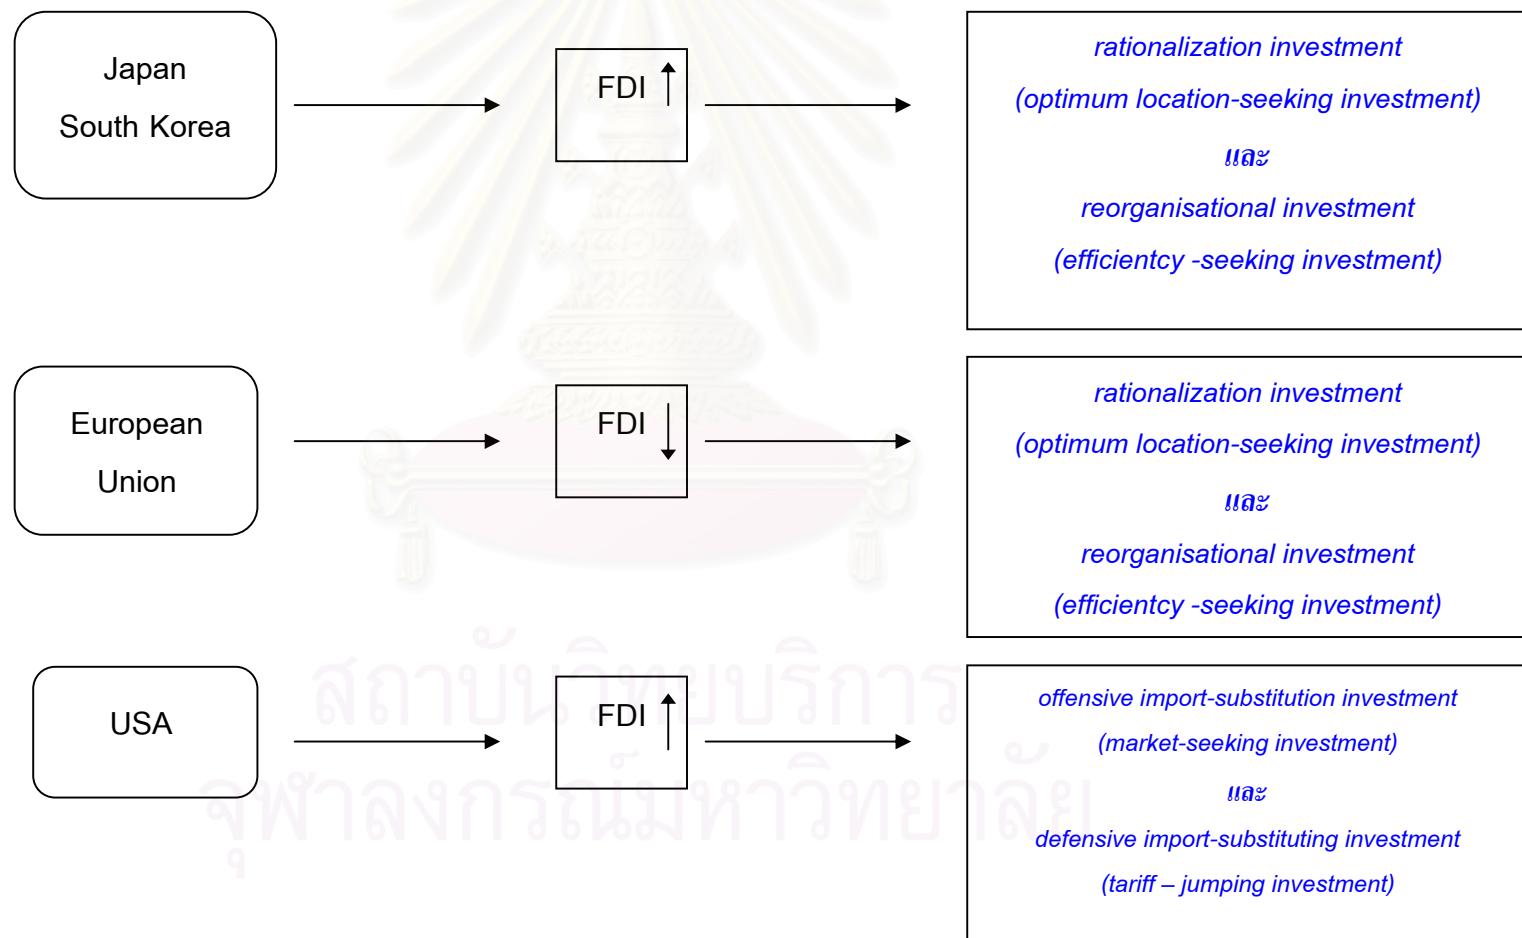 Japan
South Korea
FDI
rationalization investment
(optimum location-seeking investment)
และ
reorganisational investment
(efficientcy -seeking investment)
European
Union
FDI
rationalization investment
(optimum location-seeking investment)
และ
reorganisational investment
(efficientcy -seeking investment)
USA
FDI
offensive import-substitution investment
(market-seeking investment)
และ
defensive import-substituting investment
(tariff – jumping investment)
สถาบันวิทยบริการ
จุฬาลงกรณ์มหาวิทยาลัย